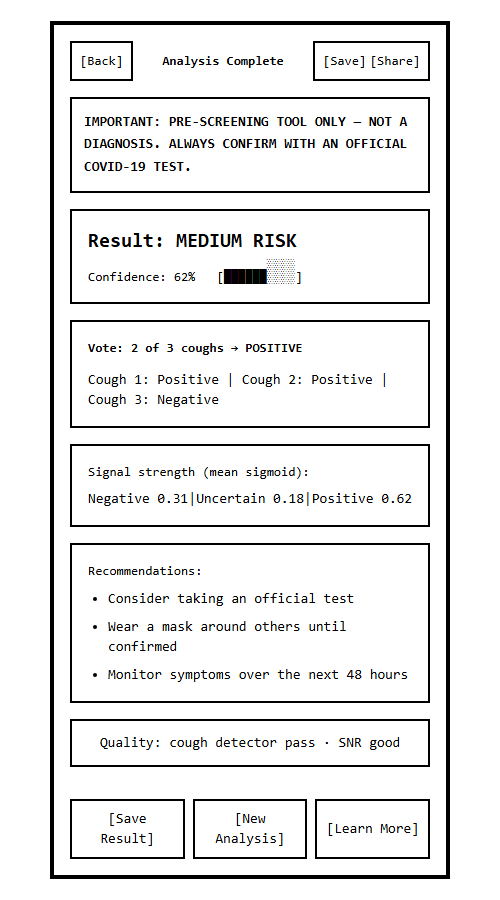 [Back] Analysis Complete [Save] [Share]
IMPORTANT: PRE-SCREENING TOOL ONLY — NOT A
DIAGNOSIS. ALWAYS CONFIRM WITH AN OFFICIAL
COVID-19 TEST.
Result: MEDIUM RISK
Confidence: 62% [██████░░░░]
Vote: 2 of 3 coughs → POSITIVE
Cough 1: Positive | Cough 2: Positive |
Cough 3: Negative
Signal strength (mean sigmoid):
Negative 0.31|Uncertain 0.18|Positive 0.62
Recommendations:
• Consider taking an official test
• Wear a mask around others until
confirmed
• Monitor symptoms over the next 48 hours
Quality: cough detector pass · SNR good
[Save
Result]
[New
Analysis]
[Learn More]